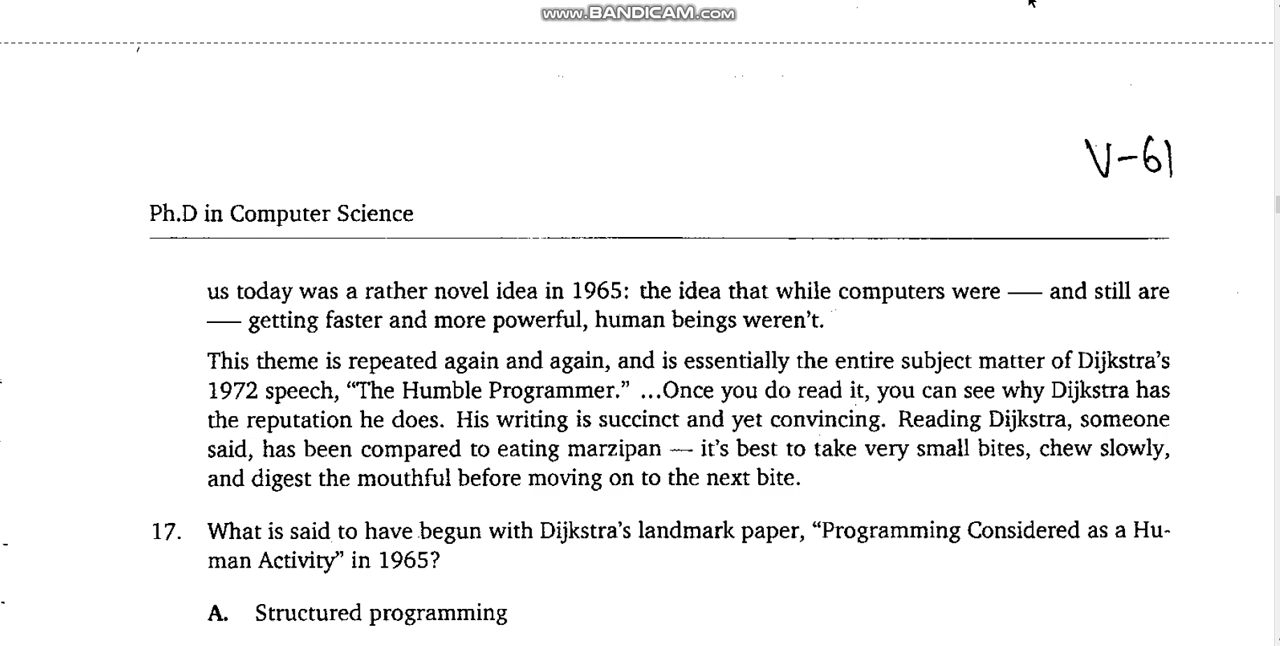 www.BANDICAM.com
V-61
Ph.D in Computer Science
us today was a rather novel idea in 1965: the idea that while computers were — and still are
— getting faster and more powerful, human beings weren't.
This theme is repeated again and again, and is essentially the entire subject matter of Dijkstra's
1972 speech, “The Humble Programmer.” ...Once you do read it, you can see why Dijkstra has
the reputation he does. His writing is succinct and yet convincing. Reading Dijkstra, someone
said, has been compared to eating marzipan — it's best to take very small bites, chew slowly,
and digest the mouthful before moving on to the next bite.
17. What is said to have begun with Dijkstra's landmark paper, “Programming Considered as a Hu-
man Activity” in 1965?
A. Structured programming